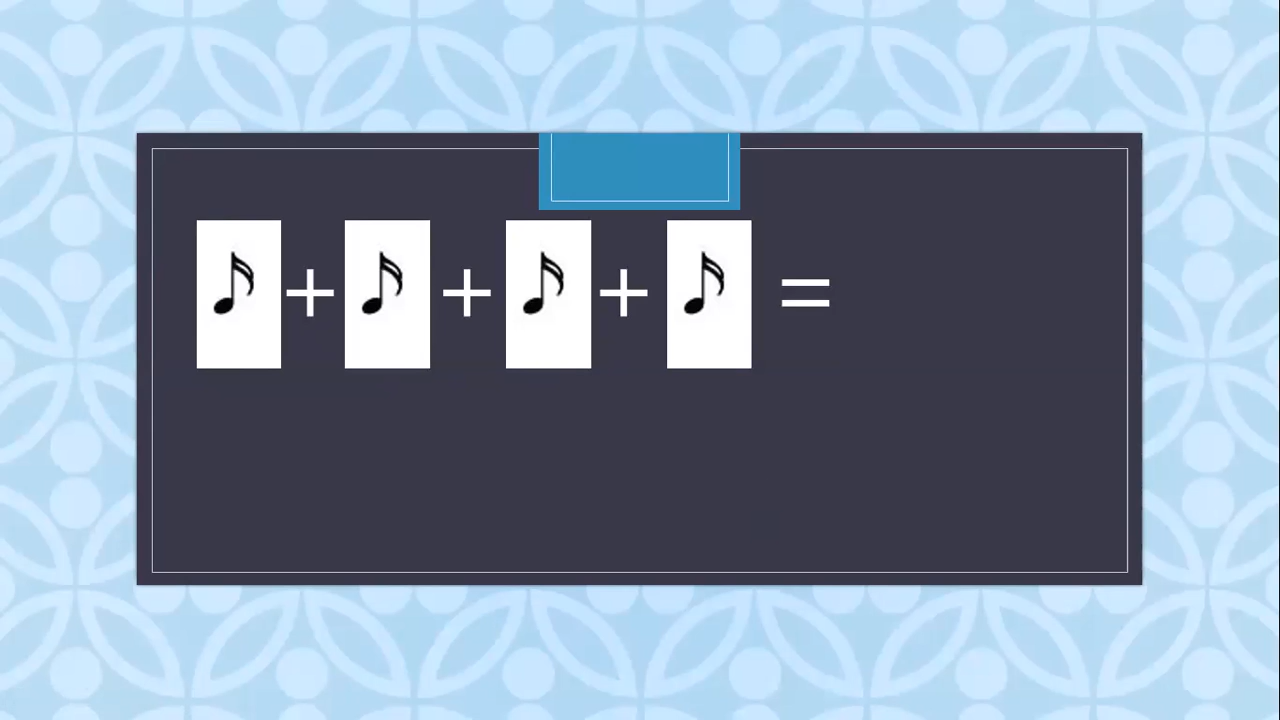 𝅘𝅥𝅯 + 𝅘𝅥𝅯 + 𝅘𝅥𝅯 + 𝅘𝅥𝅯 =